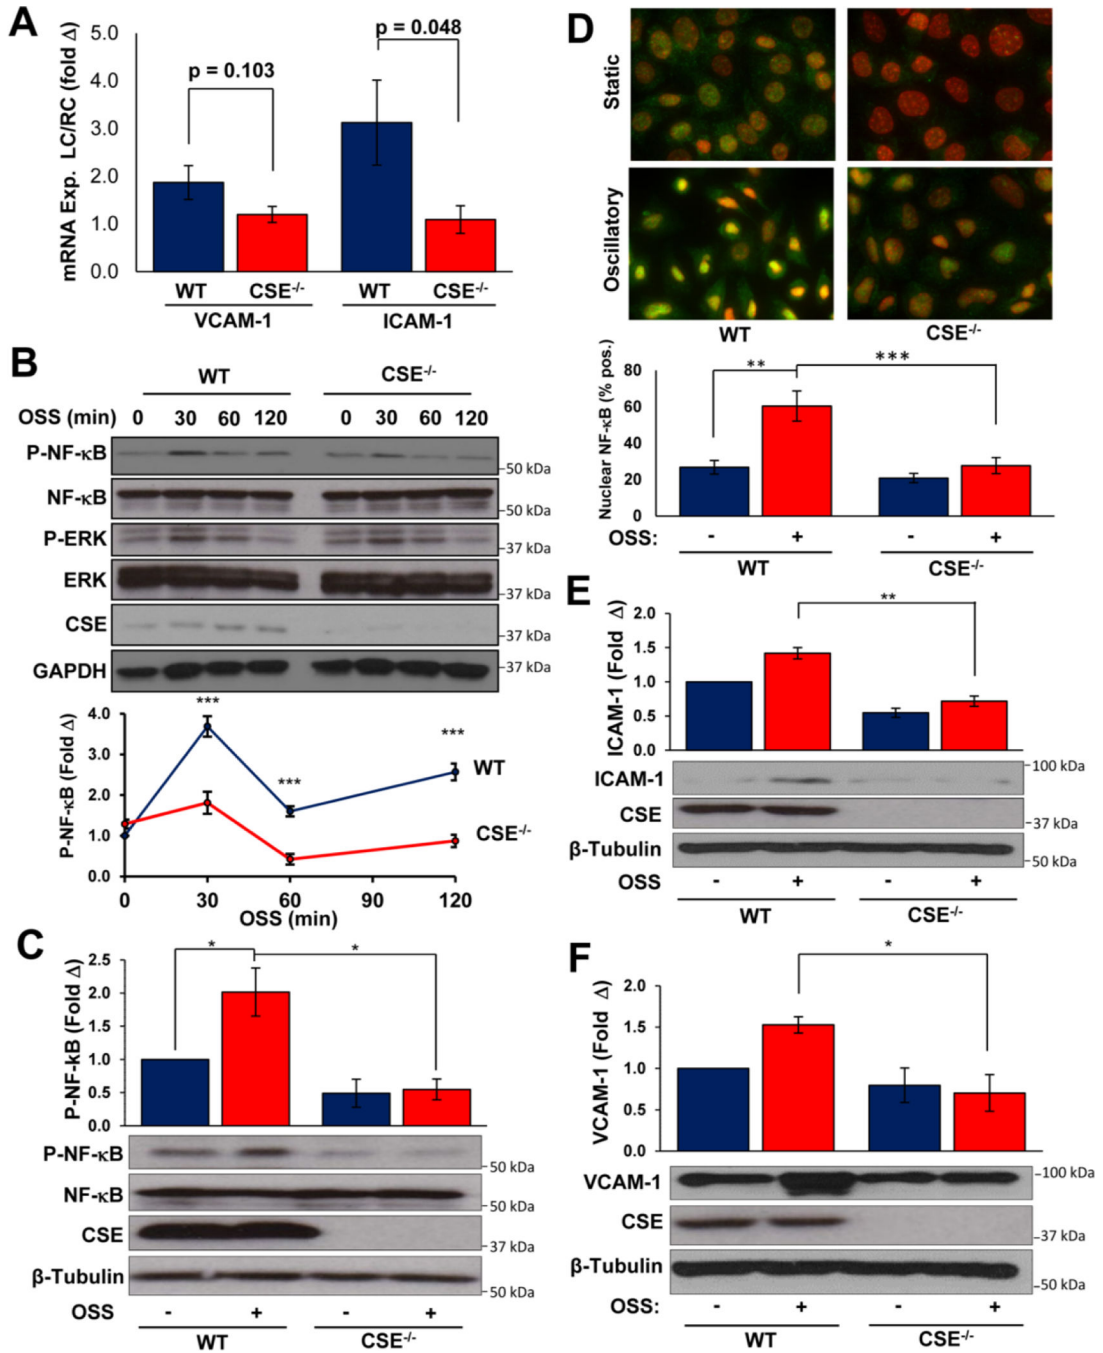 A
mRNA Exp. LC/RC (fold Δ)
5.0
4.0
3.0
2.0
1.0
0.0
p = 0.103
p = 0.048
WT
CSE-/-
WT
CSE-/-
VCAM-1
ICAM-1
B
WT
CSE-/-
OSS (min)
0 30 60 120
0 30 60 120
P-NF-κB
50 kDa
NF-κB
50 kDa
P-ERK
37 kDa
ERK
37 kDa
CSE
37 kDa
GAPDH
37 kDa
P-NF-κB (Fold Δ)
4.0
3.0
2.0
1.0
0.0
***
***
***
WT
CSE-/-
0 30 60 90 120
OSS (min)
C
P-NF-kB (Fold Δ)
2.5
2.0
1.5
1.0
0.5
0.0
*
*
P-NF-κB
50 kDa
NF-κB
50 kDa
CSE
37 kDa
β-Tubulin
50 kDa
OSS - + - +
WT
CSE-/-
D
Static
Oscillatory
WT
CSE-/-
Nuclear NF-κB (% pos.)
80
60
40
20
0
**
***
OSS: - + - +
WT
CSE-/-
E
ICAM-1 (Fold Δ)
2.0
1.5
1.0
0.5
0.0
**
ICAM-1
100 kDa
CSE
37 kDa
β-Tubulin
50 kDa
OSS - + - +
WT
CSE-/-
F
VCAM-1 (Fold Δ)
2.0
1.5
1.0
0.5
0.0
*
VCAM-1
100 kDa
CSE
37 kDa
β-Tubulin
50 kDa
OSS: - + - +
WT
CSE-/-